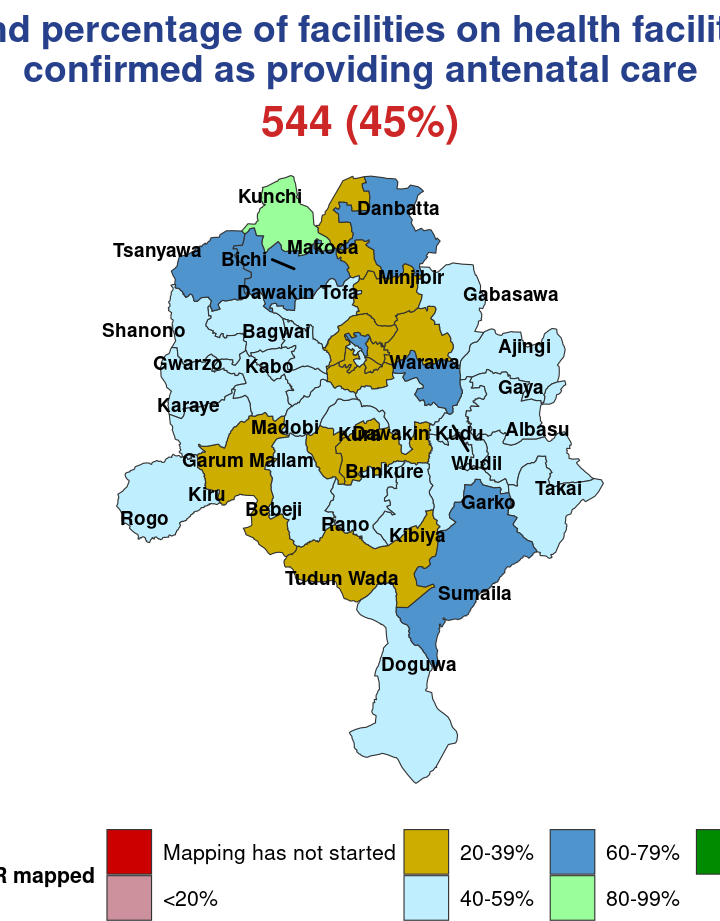 nd percentage of facilities on health facilit
confirmed as providing antenatal care
544 (45%)
Kunchi
Danbatta
Makoda
Tsanyawa
Bichi
Minjibir
Dawakin Tofa
Gabasawa
Shanono
Bagwai
Ajingi
Gwarzo
Kabo
Warawa
Gaya
Karaye
Madobi
Kura
Dawakin Kudu
Albasu
Garum Mallam
Bunkure
Wudil
Takai
Kiru
Garko
Bebeji
Rogo
Rano
Kibiya
Tudun Wada
Sumaila
Doguwa
R mapped
Mapping has not started
20-39%
60-79%
<20%
40-59%
80-99%